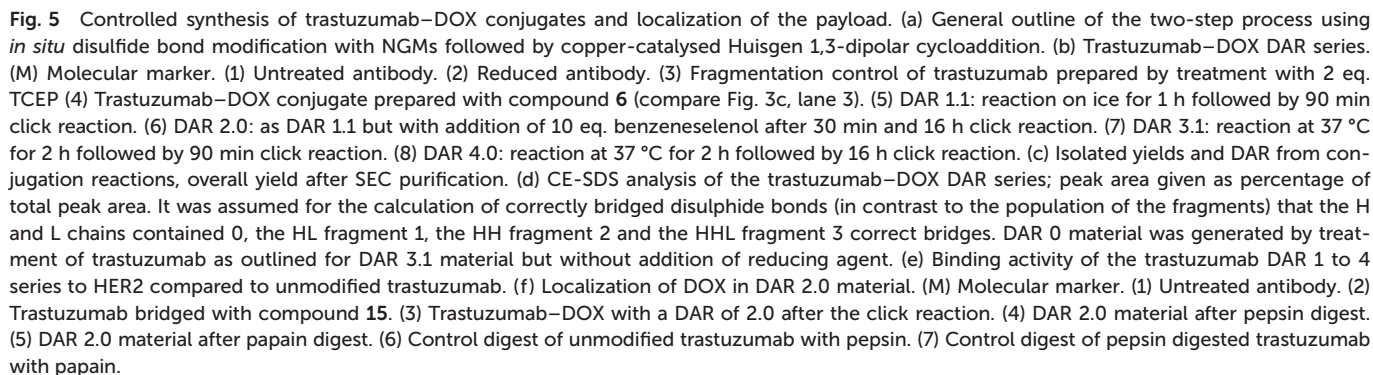 Fig. 5 Controlled synthesis of trastuzumab–DOX conjugates and localization of the payload. (a) General outline of the two-step process using
in situ disulfide bond modification with NGMs followed by copper-catalysed Huisgen 1,3-dipolar cycloaddition. (b) Trastuzumab–DOX DAR series.
(M) Molecular marker. (1) Untreated antibody. (2) Reduced antibody. (3) Fragmentation control of trastuzumab prepared by treatment with 2 eq.
TCEP (4) Trastuzumab–DOX conjugate prepared with compound 6 (compare Fig. 3c, lane 3). (5) DAR 1.1: reaction on ice for 1 h followed by 90 min
click reaction. (6) DAR 2.0: as DAR 1.1 but with addition of 10 eq. benzeneselenol after 30 min and 16 h click reaction. (7) DAR 3.1: reaction at 37 °C
for 2 h followed by 90 min click reaction. (8) DAR 4.0: reaction at 37 °C for 2 h followed by 16 h click reaction. (c) Isolated yields and DAR from con-
jugation reactions, overall yield after SEC purification. (d) CE-SDS analysis of the trastuzumab–DOX DAR series; peak area given as percentage of
total peak area. It was assumed for the calculation of correctly bridged disulphide bonds (in contrast to the population of the fragments) that the H
and L chains contained 0, the HL fragment 1, the HH fragment 2 and the HHL fragment 3 correct bridges. DAR 0 material was generated by treat-
ment of trastuzumab as outlined for DAR 3.1 material but without addition of reducing agent. (e) Binding activity of the trastuzumab DAR 1 to 4
series to HER2 compared to unmodified trastuzumab. (f) Localization of DOX in DAR 2.0 material. (M) Molecular marker. (1) Untreated antibody. (2)
Trastuzumab bridged with compound 15. (3) Trastuzumab–DOX with a DAR of 2.0 after the click reaction. (4) DAR 2.0 material after pepsin digest.
(5) DAR 2.0 material after papain digest. (6) Control digest of unmodified trastuzumab with pepsin. (7) Control digest of pepsin digested trastuzumab
with papain.